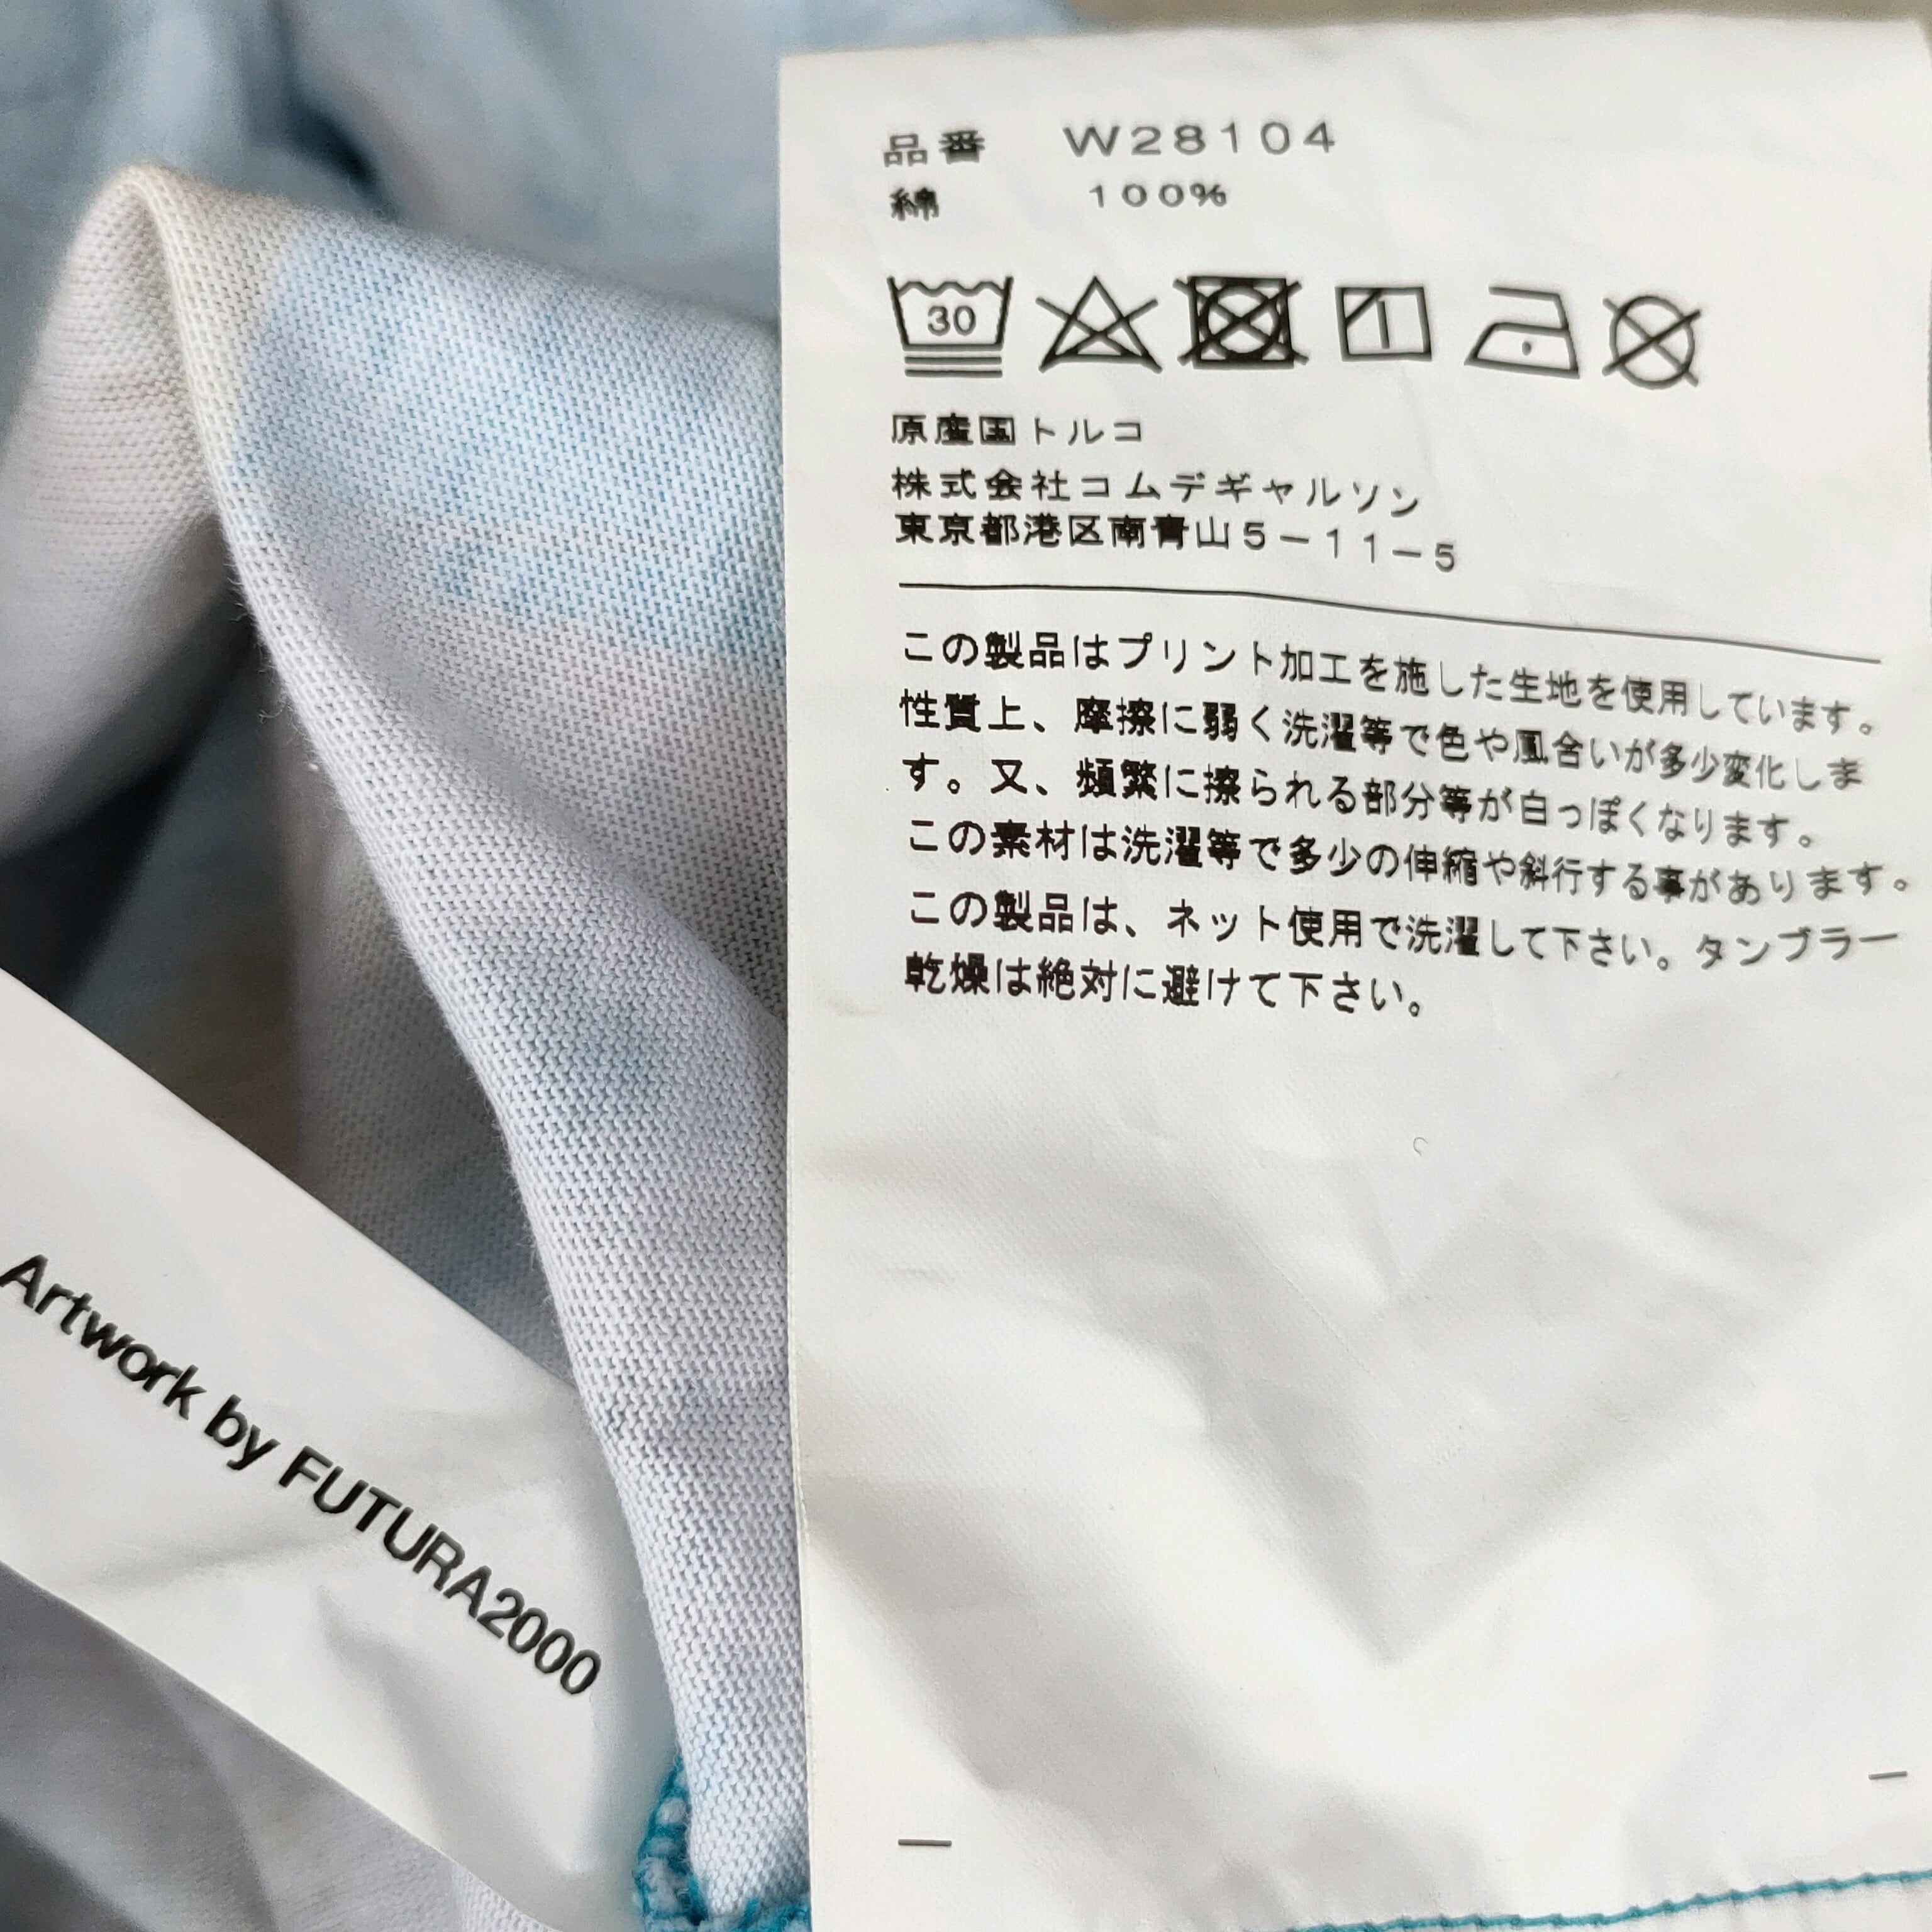 品番 W28104
綿 100%
30
原産国トルコ
株式会社コムデギャルソン
東京都港区南青山5-11-5
この製品はプリント加工を施した生地を使用しています。
性質上、摩擦に弱く洗濯等で色や風合いが多少変化しま
す。又、頻繁に擦られる部分等が白っぽくなります。
この素材は洗濯等で多少の伸縮や斜行する事があります。
この製品は、ネット使用で洗濯して下さい。タンブラー
乾燥は絶対に避けて下さい。
Artwork by FUTURA2000